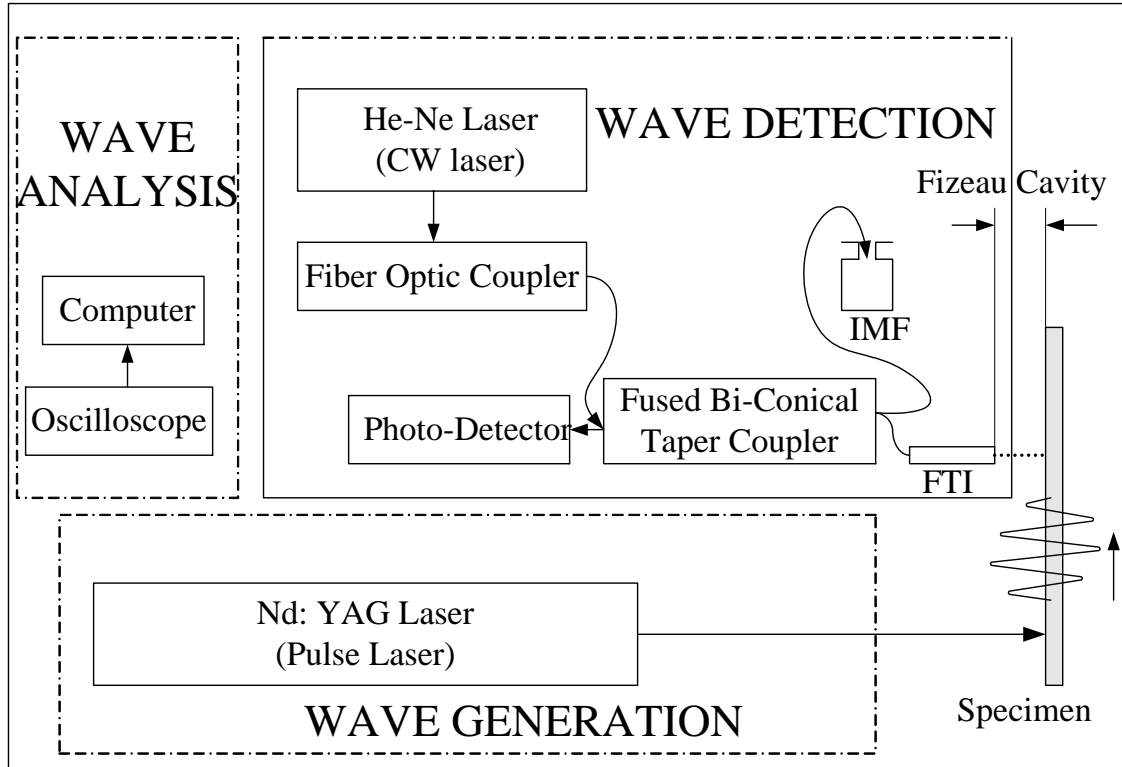 WAVE
ANALYSIS
Computer
Oscilloscope
He-Ne Laser
(CW laser)
WAVE DETECTION
Fizeau Cavity
Fiber Optic Coupler
IMF
Photo-Detector
Fused Bi-Conical
Taper Coupler
FTI
Nd: YAG Laser
(Pulse Laser)
WAVE GENERATION
Specimen